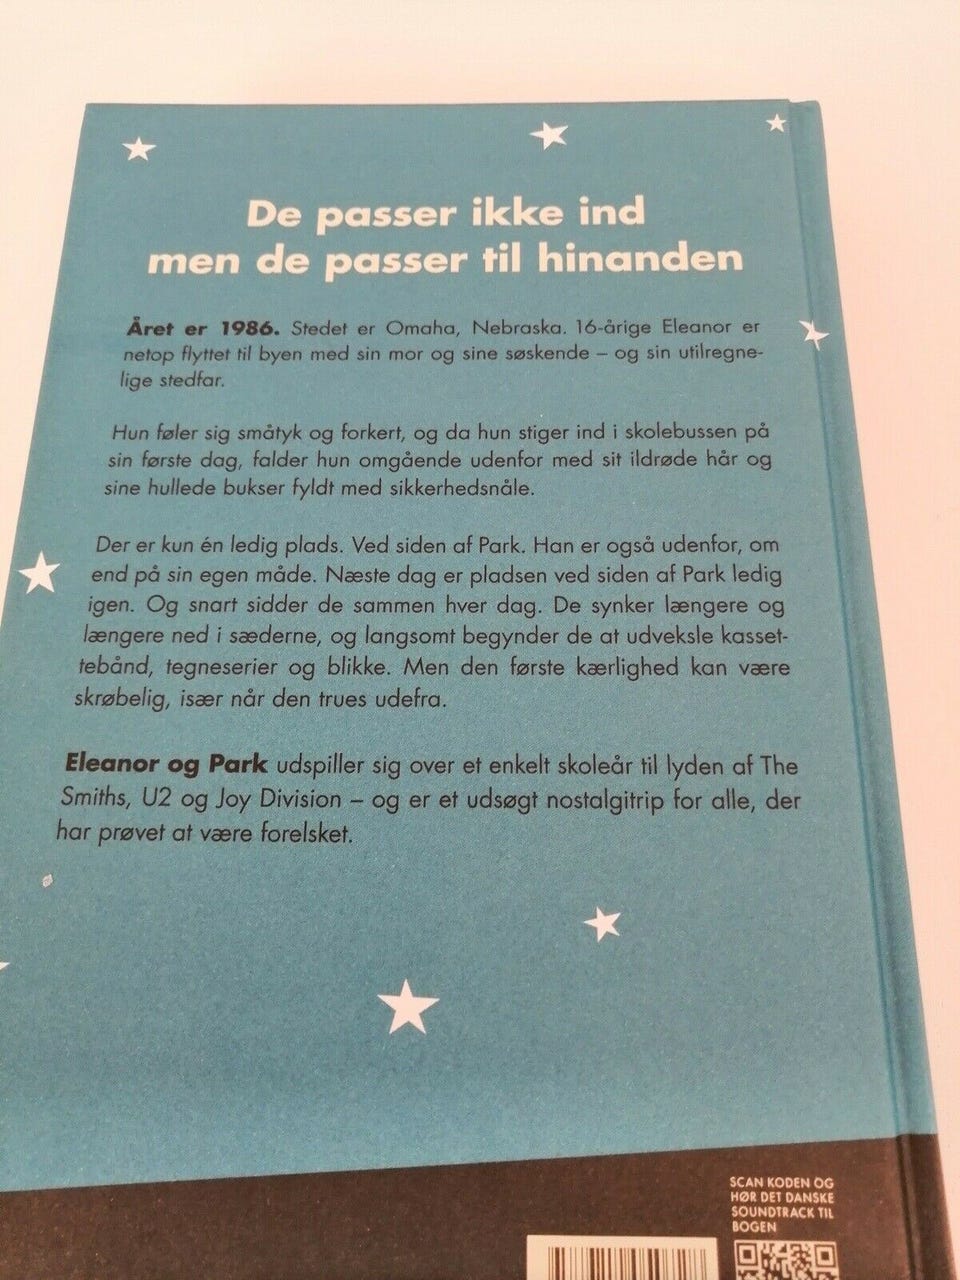 De passer ikke ind
men de passer til hinanden
Året er 1986. Stedet er Omaha, Nebraska. 16-årige Eleanor er
netop flyttet til byen med sin mor og sine søskende – og sin utilregne-
lige stedfar.
Hun føler sig småtyk og forkert, og da hun stiger ind i skolebussen på
sin første dag, falder hun omgående udenfor med sit ildrøde hår og
sine hullede bukser fyldt med sikkerhedsnåle.
Der er kun én ledig plads. Ved siden af Park. Han er også udenfor, om
end på sin egen måde. Næste dag er pladsen ved siden af Park ledig
igen. Og snart sidder de sammen hver dag. De synker længere og
længere ned i sæderne, og langsomt begynder de at udveksle kasset-
tebånd, tegneserier og blikke. Men den første kærlighed kan være
skrøbelig, især når den trues udefra.
Eleanor og Park udspiller sig over et enkelt skoleår til lyden af The
Smiths, U2 og Joy Division – og er et udsøgt nostalgitrip for alle, der
har prøvet at være forelsket.
SCAN KODEN OG
HØR DET DANSKE
SOUNDTRACK TIL
BOGEN